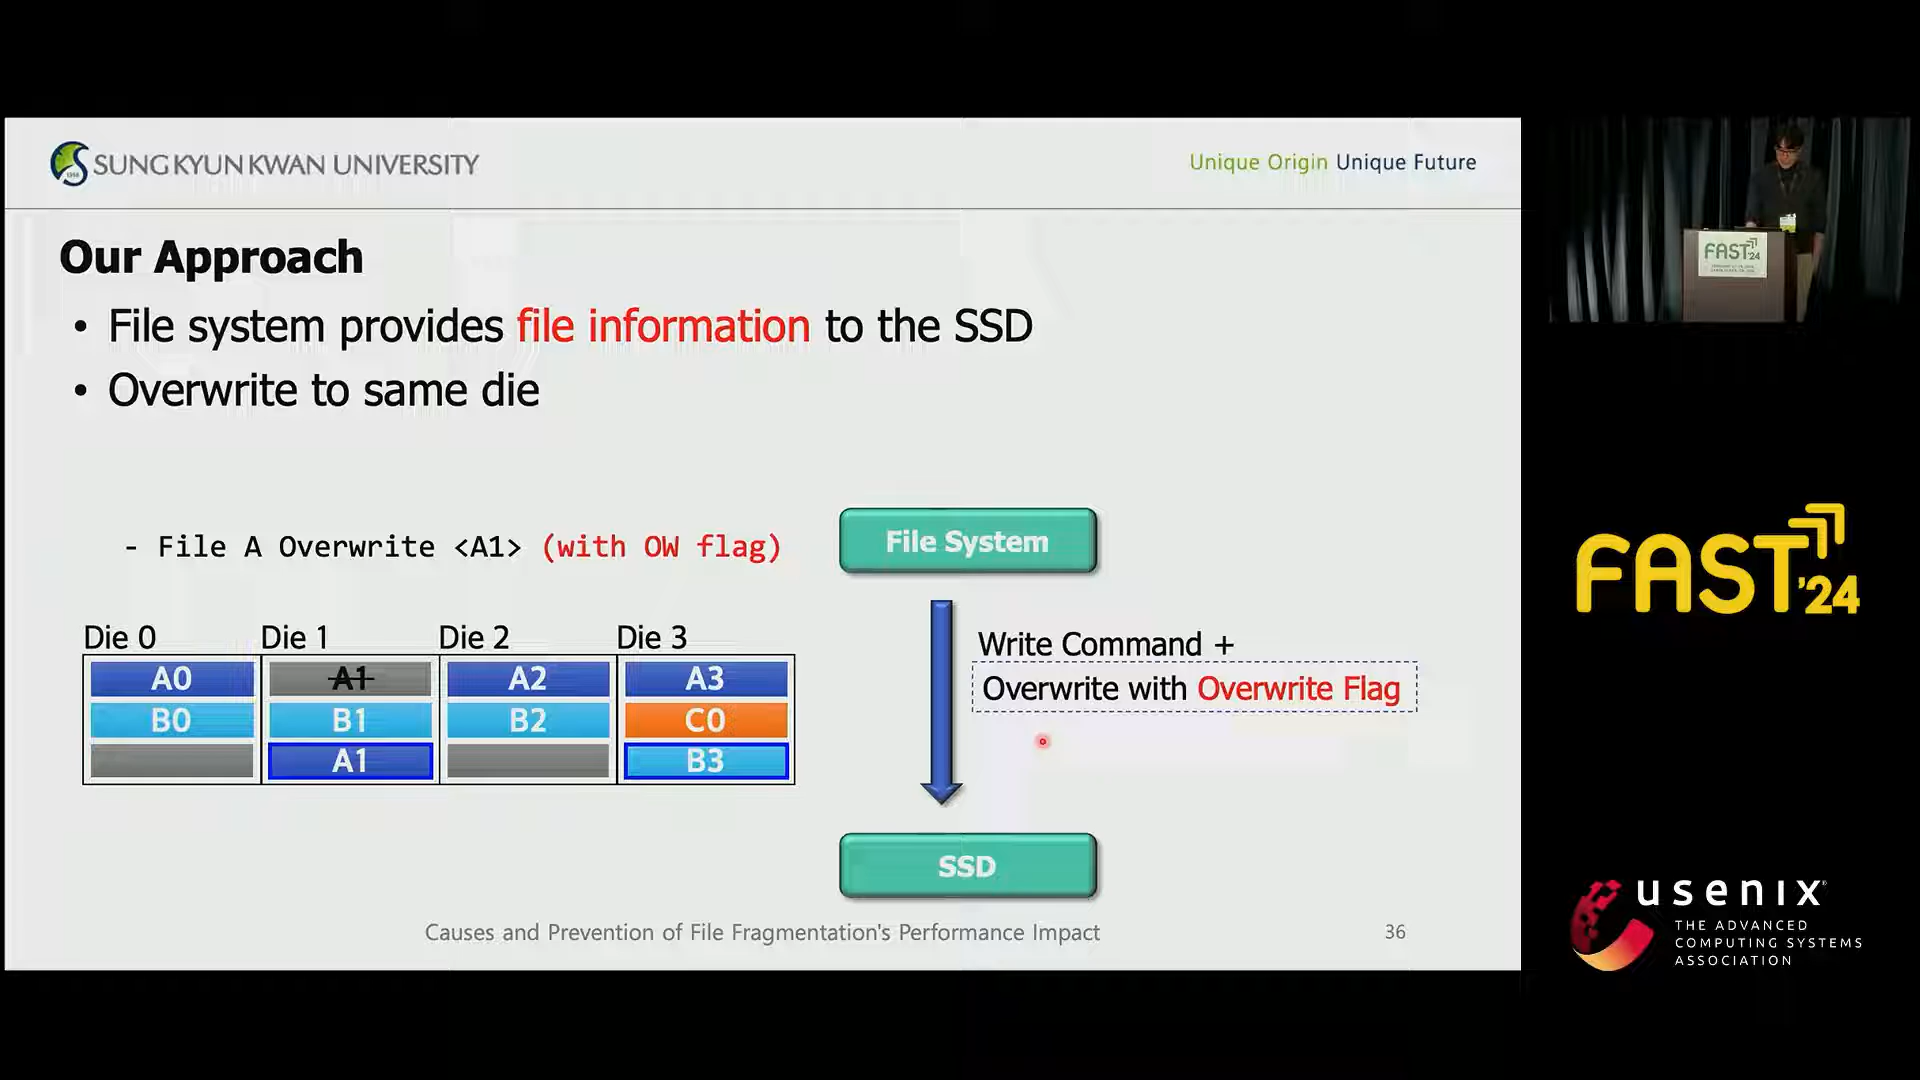 SUNGKYUNKWAN UNIVERSITY
Unique Origin Unique Future
Our Approach
• File system provides file information to the SSD
• Overwrite to same die
- File A Overwrite <A1> (with OW flag)
File System
Die 0 Die 1 Die 2 Die 3
A0 A1 A2 A3
B0 B1 B2 C0
A1 B3
Write Command +
Overwrite with Overwrite Flag
SSD
Causes and Prevention of File Fragmentation's Performance Impact
36
FAST '24
FAST '24
usenix
THE ADVANCED
COMPUTING SYSTEMS
ASSOCIATION